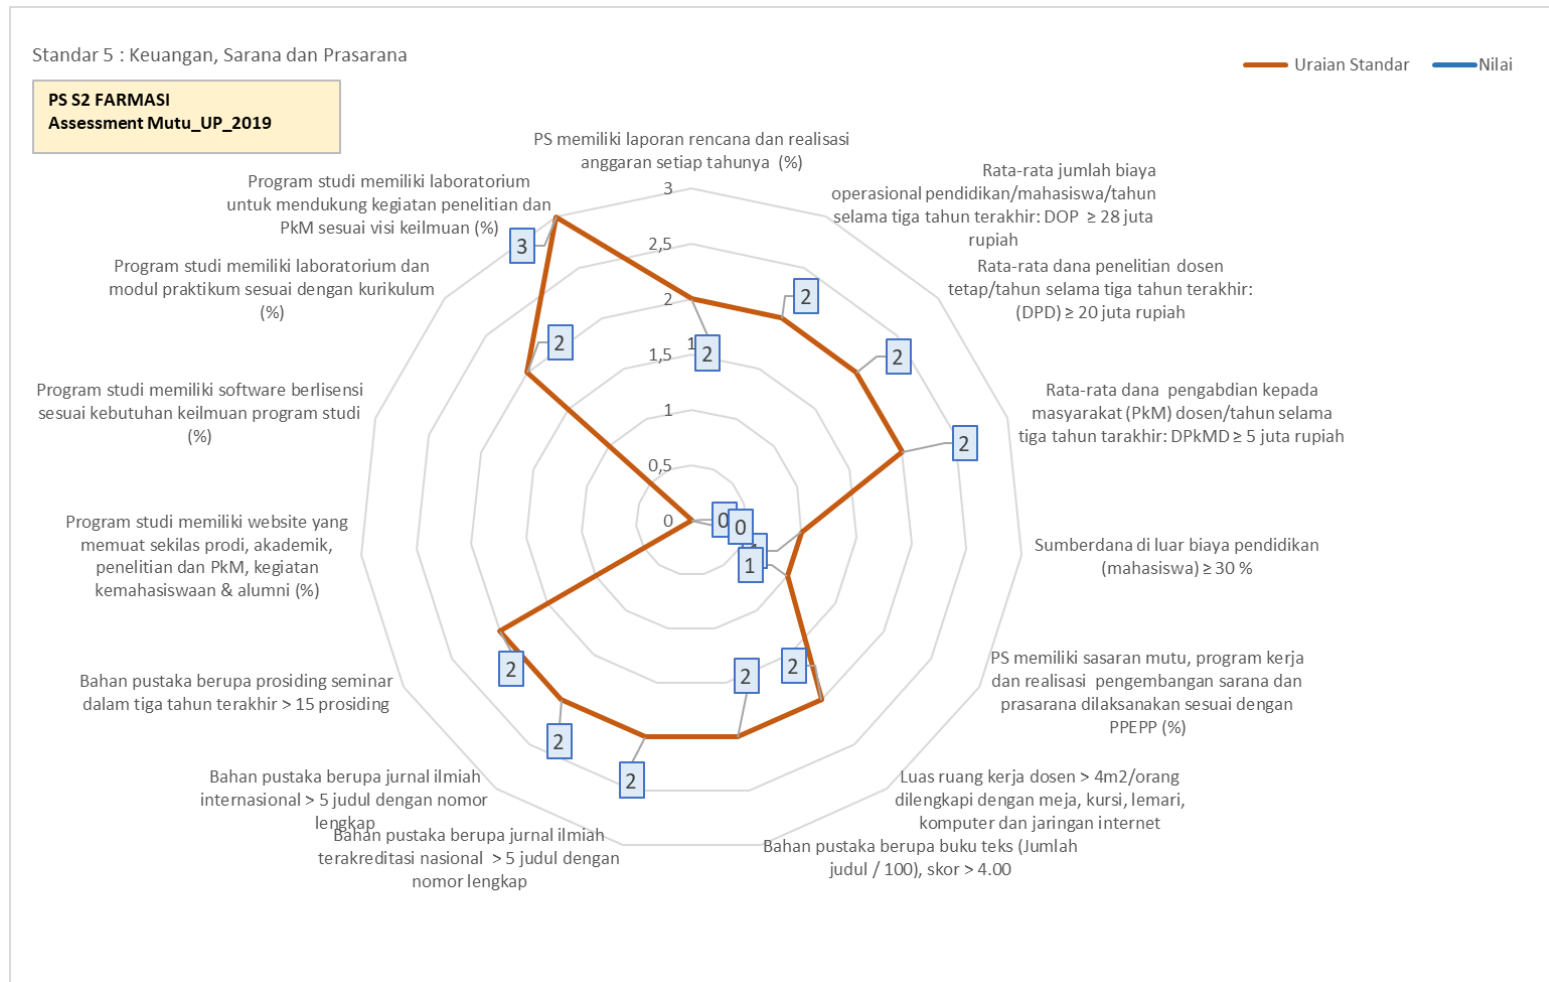 Standar 5 : Keuangan, Sarana dan Prasarana
Uraian Standar
Nilai
PS S2 FARMASI
Assessment Mutu_UP_2019
PS memiliki laporan rencana dan realisasi
anggaran setiap tahunya (%)
Rata-rata jumlah biaya
operasional pendidikan/mahasiswa/tahun
selama tiga tahun terakhir: DOP ≥ 28 juta
rupiah
Rata-rata dana penelitian dosen
tetap/tahun selama tiga tahun terakhir:
(DPD) ≥ 20 juta rupiah
Rata-rata dana pengabdian kepada
masyarakat (PkM) dosen/tahun selama
tiga tahun tarakhir: DPkMD ≥ 5 juta rupiah
Sumberdana di luar biaya pendidikan
(mahasiswa) ≥ 30 %
PS memiliki sasaran mutu, program kerja
dan realisasi pengembangan sarana dan
prasarana dilaksanakan sesuai dengan
PPEPP (%)
Luas ruang kerja dosen > 4m2/orang
dilengkapi dengan meja, kursi, lemari,
komputer dan jaringan internet
Bahan pustaka berupa buku teks (Jumlah
judul / 100), skor > 4.00
Bahan pustaka berupa jurnal ilmiah
terakreditasi nasional > 5 judul dengan
nomor lengkap
Bahan pustaka berupa jurnal ilmiah
internasional > 5 judul dengan nomor
lengkap
Bahan pustaka berupa prosiding seminar
dalam tiga tahun terakhir > 15 prosiding
Program studi memiliki website yang
memuat sekilas prodi, akademik,
penelitian dan PkM, kegiatan
kemahasiswaan & alumni (%)
Program studi memiliki software berlisensi
sesuai kebutuhan keilmuan program studi
(%)
Program studi memiliki laboratorium dan
modul praktikum sesuai dengan kurikulum
(%)
Program studi memiliki laboratorium
untuk mendukung kegiatan penelitian dan
PkM sesuai visi keilmuan (%)
3
2,5
2
1,5
1
0,5
0
1
2
2
2
2
1
2
2
2
2
2
0
0
2
3